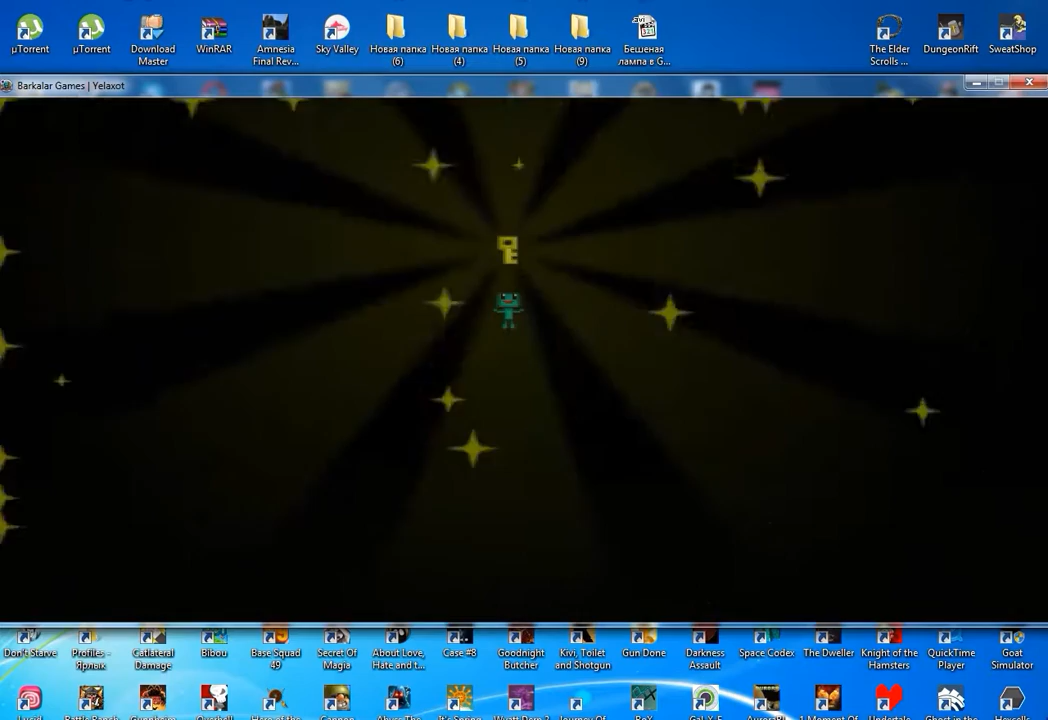 µTorrent
µTorrent
Download Master
WinRAR
Amnesia Final Rev...
Sky Valley
Новая папка (6)
Новая папка (4)
Новая папка (5)
Новая папка (9)
Бешеная лампа в G...
The Elder Scrolls ...
DungeonRift
SweatShop
Barkalar Games | Yelaxot
Don't Starve
Profiles - Ярлык
Catlateral Damage
Bibou
Base Squad 49
Secret Of Magia
About Love, Hate and t...
Case #8
Goodnight Butcher
Kivi, Toilet and Shotgun
Gun Done
Darkness Assault
Space Codex
The Dweller
Knight of the Hamsters
QuickTime Player
Goat Simulator